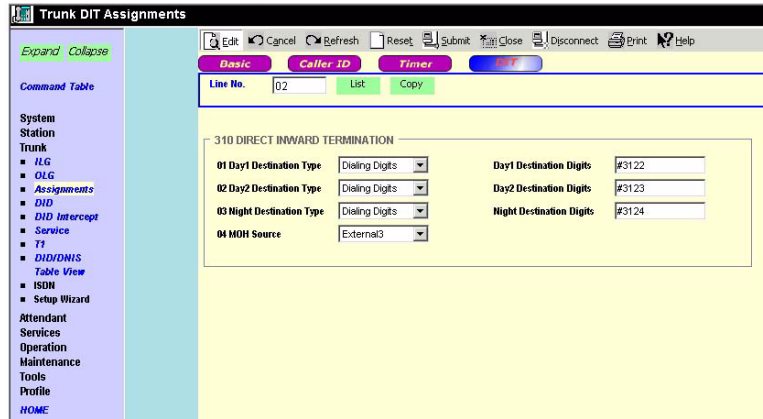 Trunk DIT Assignments
Edit Cancel Refresh Reset Submit Close Disconnect Print Help
Expand Collapse
Command Table
System
Station
Trunk
ILG
OLG
Assignments
DID
DID Intercept
Service
T1
DID/DNIS
Table View
ISDN
Setup Wizard
Attendant
Services
Operation
Maintenance
Tools
Profile
HOME
Basic Caller ID Timer DIT
Line No. 02 List Copy
310 DIRECT INWARD TERMINATION
01 Day1 Destination Type Dialing Digits Day1 Destination Digits #3122
02 Day2 Destination Type Dialing Digits Day2 Destination Digits #3123
03 Night Destination Type Dialing Digits Night Destination Digits #3124
04 MOH Source External3